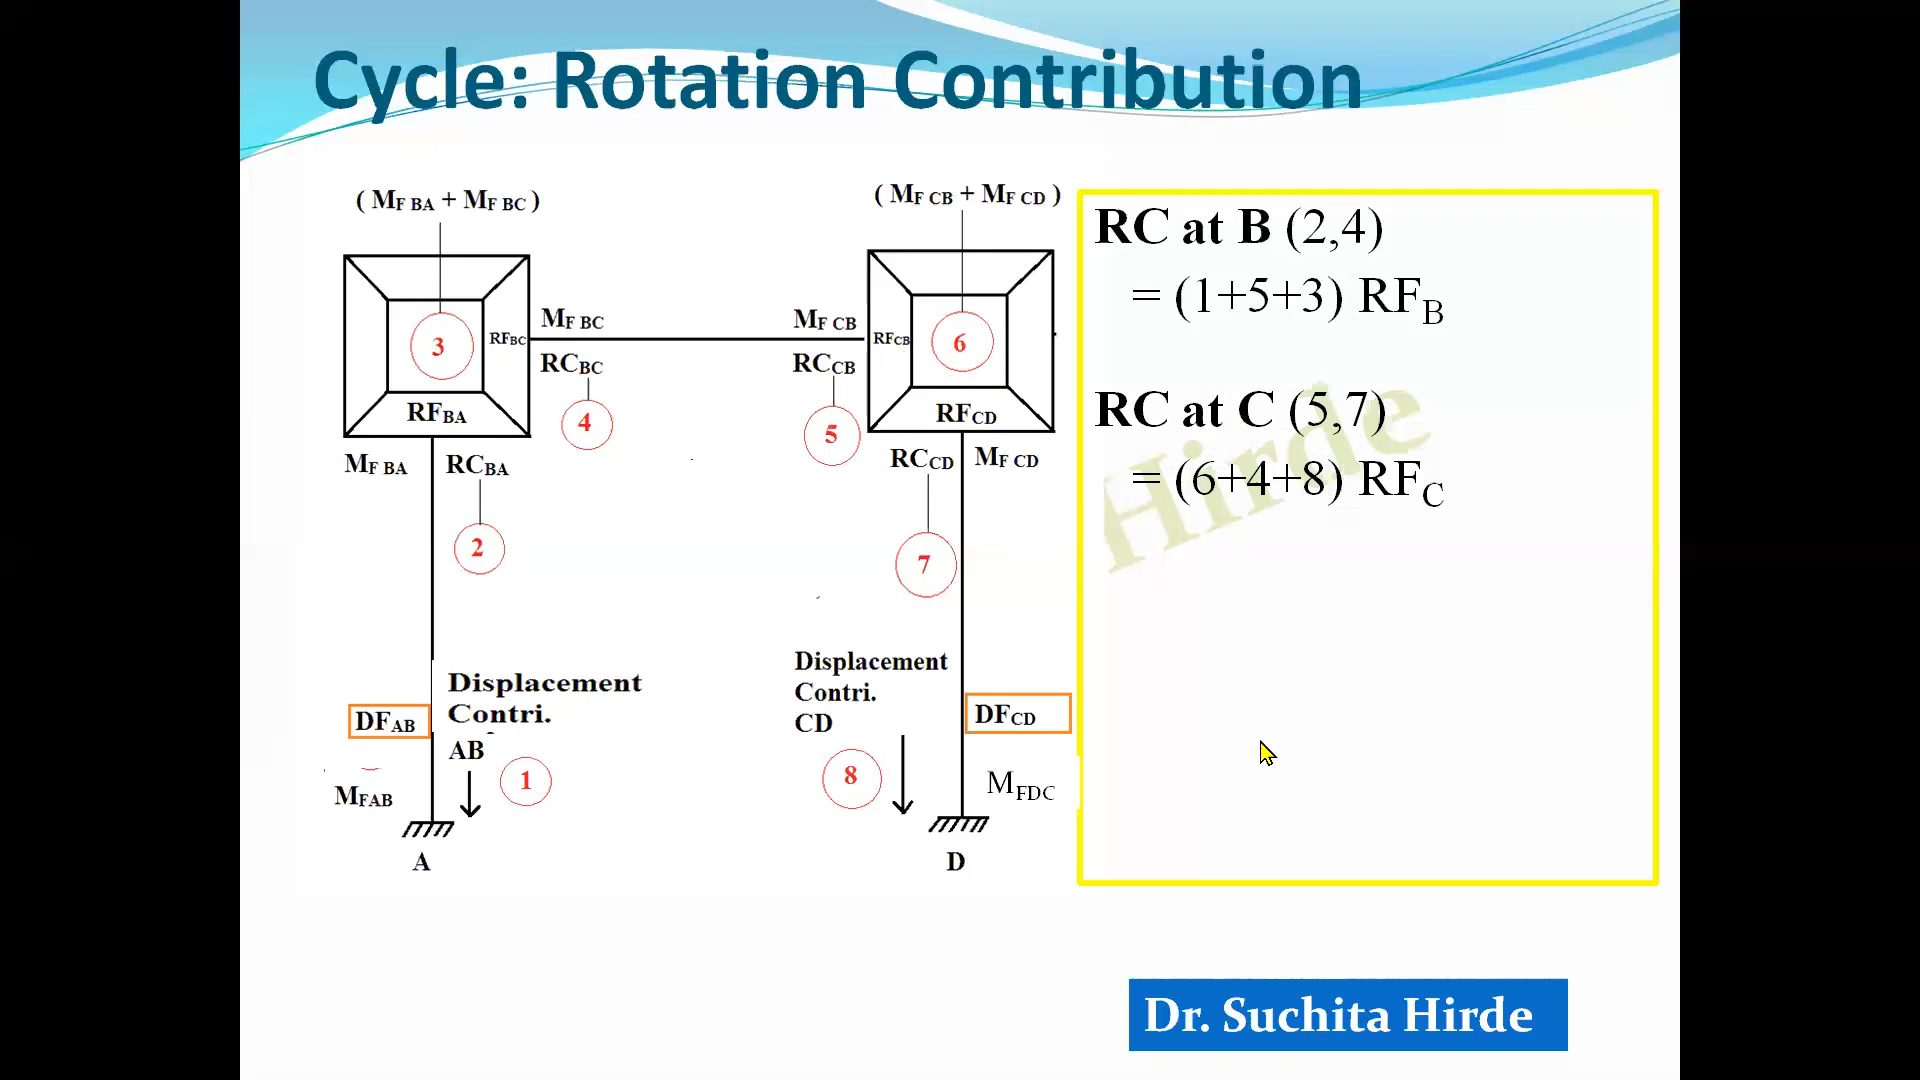 Cycle: Rotation Contribution
( MF BA + MF BC )
( MF CB + MF CD )
3
RFBC
RFBA
MF BC
RCBC
4
MF CB
RCCB
5
RFCB
6
RFCD
MF BA
RCBA
2
RCCD
MF CD
7
Displacement
Contri.
AB
1
DFAB
MFAB
A
Displacement
Contri.
CD
8
DFCD
MFDC
D
RC at B (2,4)
= (1+5+3) RFB
RC at C (5,7)
= (6+4+8) RFC
Hirde
Dr. Suchita Hirde